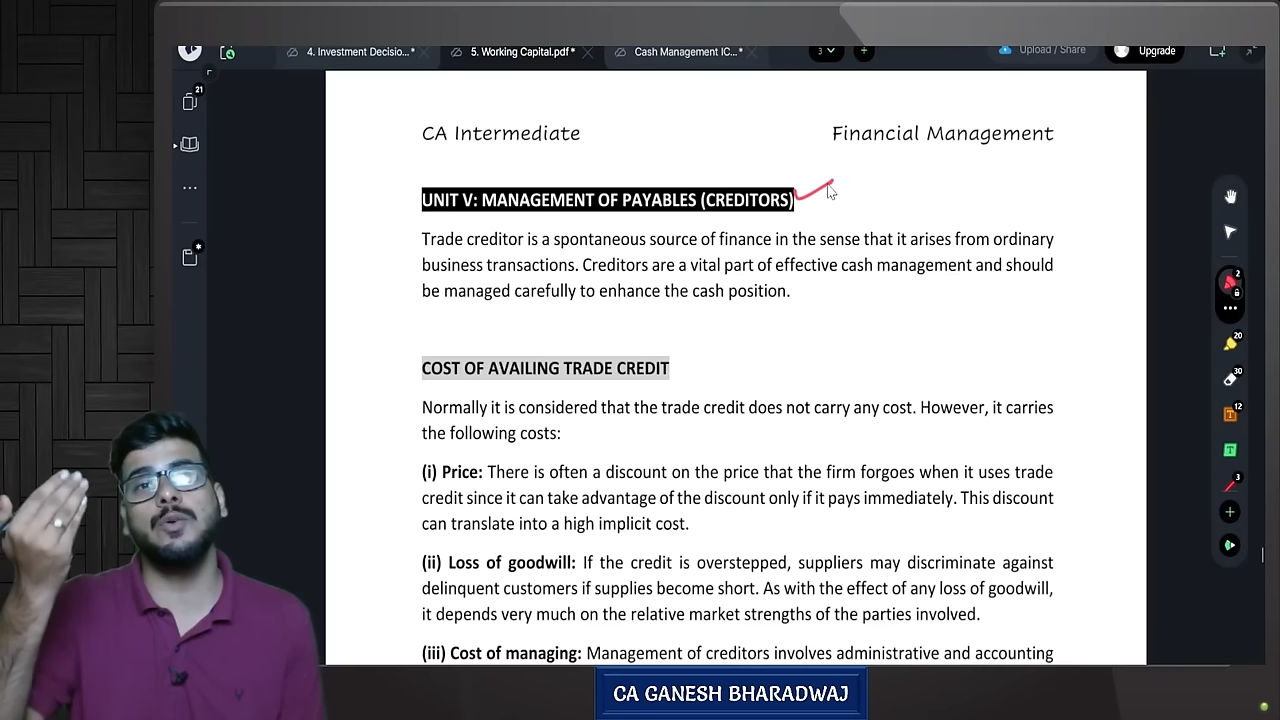 4. Investment Decisio...*
5. Working Capital.pdf*
Cash Management IC...*
3
Upload / Share
Upgrade
21
CA Intermediate
Financial Management
UNIT V: MANAGEMENT OF PAYABLES (CREDITORS)
Trade creditor is a spontaneous source of finance in the sense that it arises from ordinary
business transactions. Creditors are a vital part of effective cash management and should
be managed carefully to enhance the cash position.
COST OF AVAILING TRADE CREDIT
Normally it is considered that the trade credit does not carry any cost. However, it carries
the following costs:
(i) Price: There is often a discount on the price that the firm forgoes when it uses trade
credit since it can take advantage of the discount only if it pays immediately. This discount
can translate into a high implicit cost.
(ii) Loss of goodwill: If the credit is overstepped, suppliers may discriminate against
delinquent customers if supplies become short. As with the effect of any loss of goodwill,
it depends very much on the relative market strengths of the parties involved.
(iii) Cost of managing: Management of creditors involves administrative and accounting
2
20
30
12
T
T
3
CA GANESH BHARADWAJ